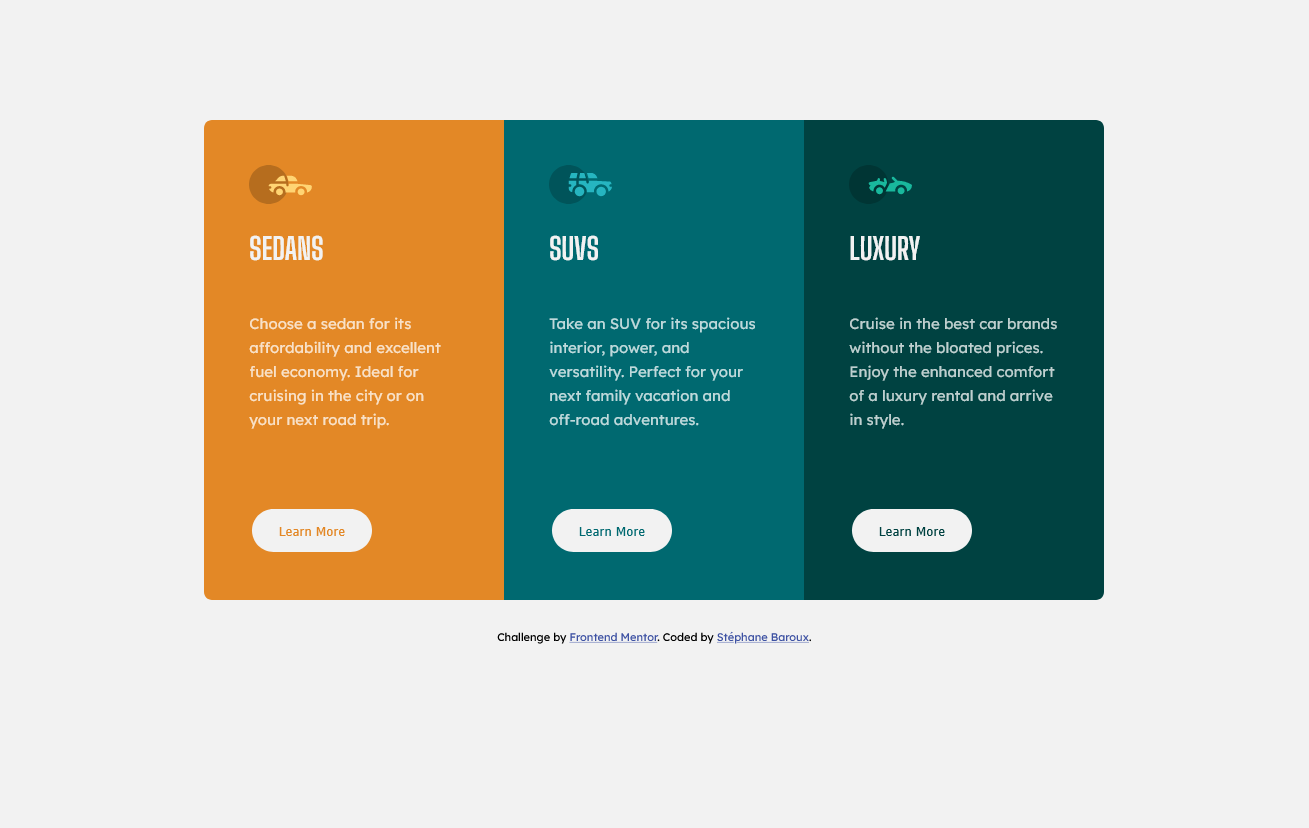 SEDANS
Choose a sedan for its
affordability and excellent
fuel economy. Ideal for
cruising in the city or on
your next road trip.
Learn More
SUVS
Take an SUV for its spacious
interior, power, and
versatility. Perfect for your
next family vacation and
off-road adventures.
Learn More
LUXURY
Cruise in the best car brands
without the bloated prices.
Enjoy the enhanced comfort
of a luxury rental and arrive
in style.
Learn More
Challenge by Frontend Mentor. Coded by Stéphane Baroux.